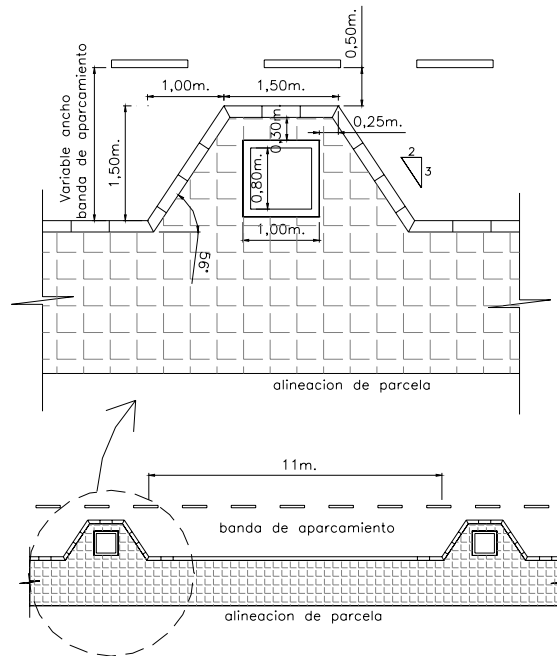 0,50m.
1,00m.
1,50m.
Variable ancho
banda de aparcamiento
1,50m.
0,30m.
0,25m.
2
3
0,80m.
1,00m.
56°
alineacion de parcela
11m.
banda de aparcamiento
alineacion de parcela